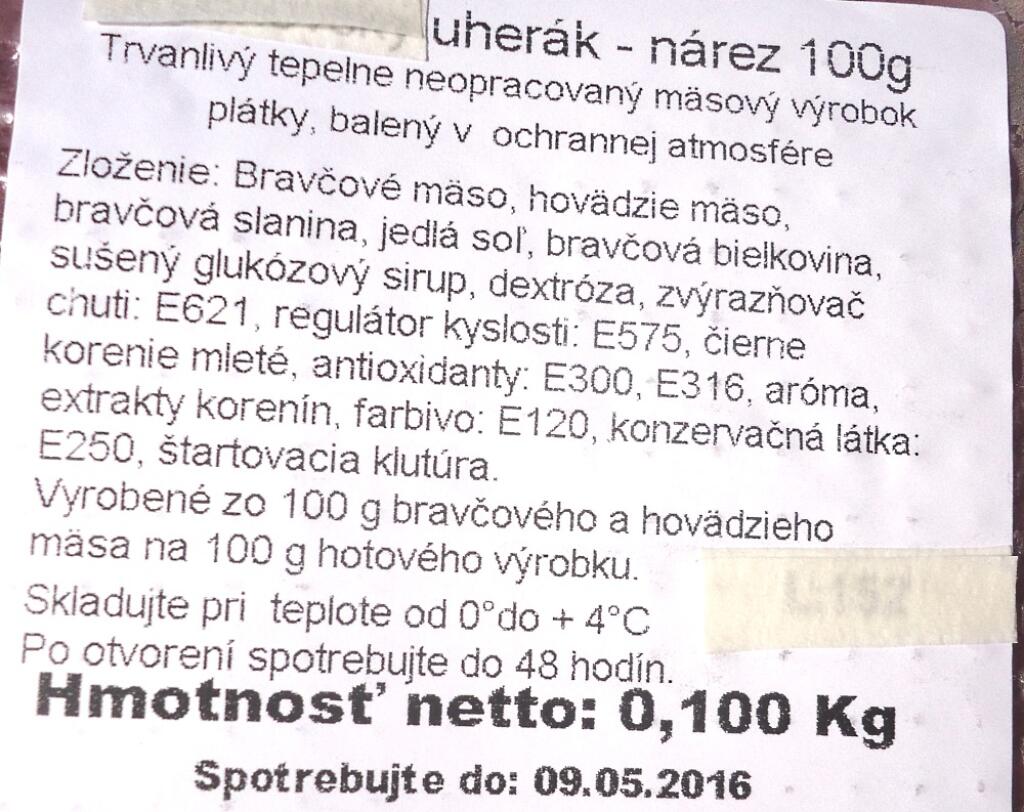 uherák - nárez 100g
Trvanlivý tepelne neopracovaný mäsový výrobok
plátky, balený v ochrannej atmosfére
Zloženie: Bravčové mäso, hovädzie mäso,
bravčová slanina, jedlá soľ, bravčová bielkovina,
sušený glukózový sirup, dextróza, zvýrazňovač
chuti: E621, regulátor kyslosti: E575, čierne
korenie mleté, antioxidanty: E300, E316, aróma,
extrakty korenín, farbivo: E120, konzervačná látka:
E250, štartovacia klutúra.
Vyrobené zo 100 g bravčového a hovädzieho
mäsa na 100 g hotového výrobku.
L-152
Skladujte pri teplote od 0°do + 4°C
Po otvorení spotrebujte do 48 hodín.
Hmotnosť netto: 0,100 Kg
Spotrebujte do: 09.05.2016